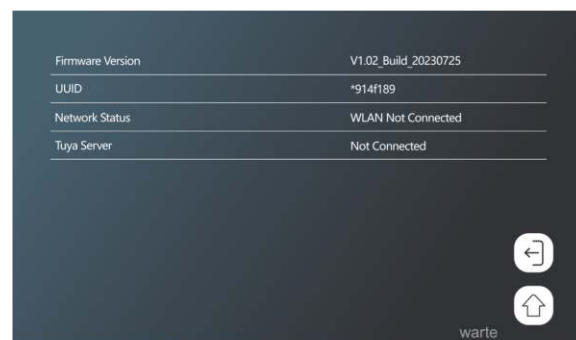 Firmware Version V1.02_Build_20230725
UUID *914f189
Network Status WLAN Not Connected
Tuya Server Not Connected
warte